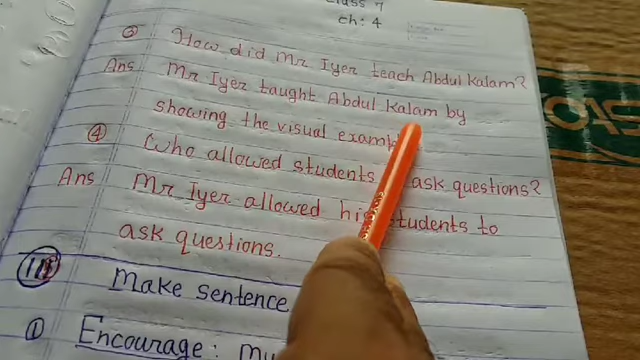 Class 7
Ch: 4
③ How did Mr Iyer teach Abdul Kalam?
Ans Mr Iyer taught Abdul Kalam by
showing the visual examp
④ Who allowed students ask questions?
Ans Mr Iyer allowed his students to
ask questions.
Make sentence
① Encourage: